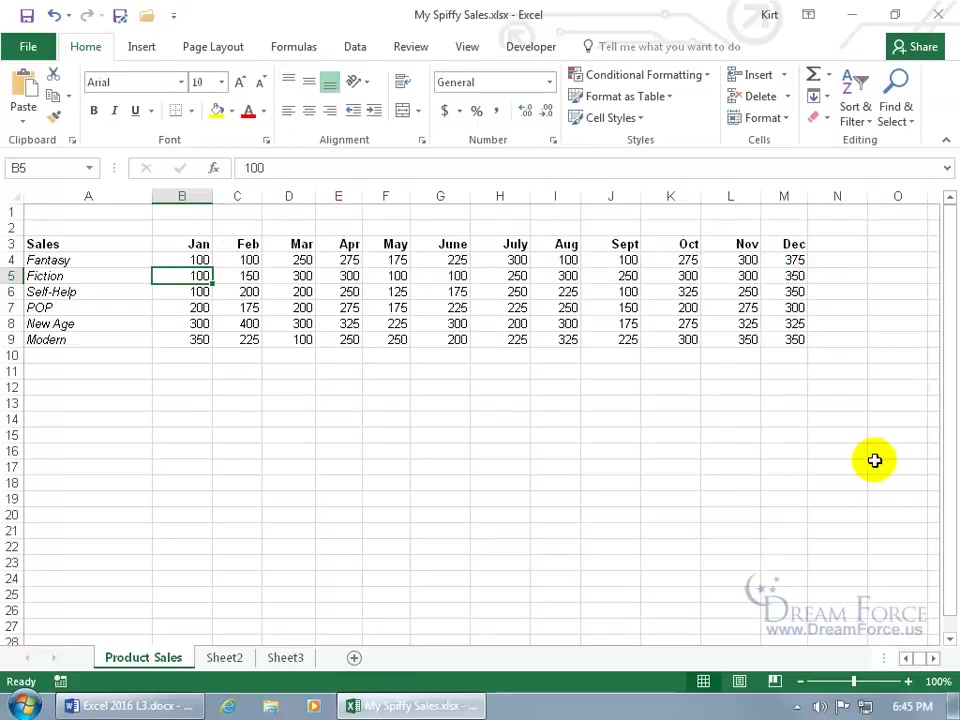 My Spiffy Sales.xlsx - Excel
Kirt
File Home Insert Page Layout Formulas Data Review View Developer Tell me what you want to do Share
Paste
Arial 10
B I U A
General
$ % , .00
Conditional Formatting
Format as Table
Cell Styles
Insert
Delete
Format
Sort & Filter
Find & Select
Clipboard Font Alignment Number Styles Cells Editing
B5 fx 100
A B C D E F G H I J K L M N O
1
2
3 Sales Jan Feb Mar Apr May June July Aug Sept Oct Nov Dec
4 Fantasy 100 100 250 275 175 225 300 100 100 275 300 375
5 Fiction 100 150 300 300 100 100 250 300 250 300 300 350
6 Self-Help 100 200 200 250 125 175 250 225 100 325 250 350
7 POP 200 175 200 275 175 225 225 250 150 200 275 300
8 New Age 300 400 300 325 225 300 200 300 175 275 325 325
9 Modern 350 225 100 250 250 200 225 325 225 300 350 350
10
11
12
13
14
15
16
17
18
19
20
21
22
23
24
25
26
27
28
DREAM FORCE
www.DreamForce.us
Product Sales Sheet2 Sheet3
Ready 100%
Excel 2016 L3.docx - ... My Spiffy Sales.xlsx - ... 6:45 PM